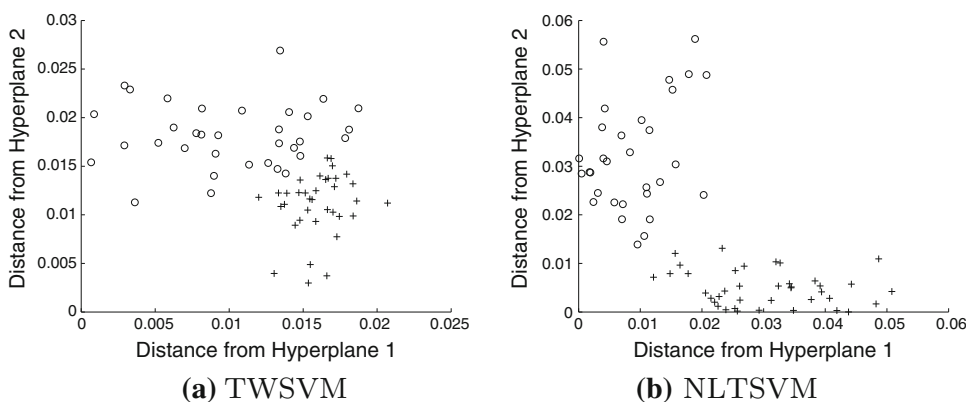 0.03
0.025
0.02
0.015
0.01
0.005
0
Distance from Hyperplane 2
0 0.005 0.01 0.015 0.02 0.025
Distance from Hyperplane 1
(a) TWSVM
0.06
0.05
0.04
0.03
0.02
0.01
0
Distance from Hyperplane 2
0 0.01 0.02 0.03 0.04 0.05 0.06
Distance from Hyperplane 1
(b) NLTSVM